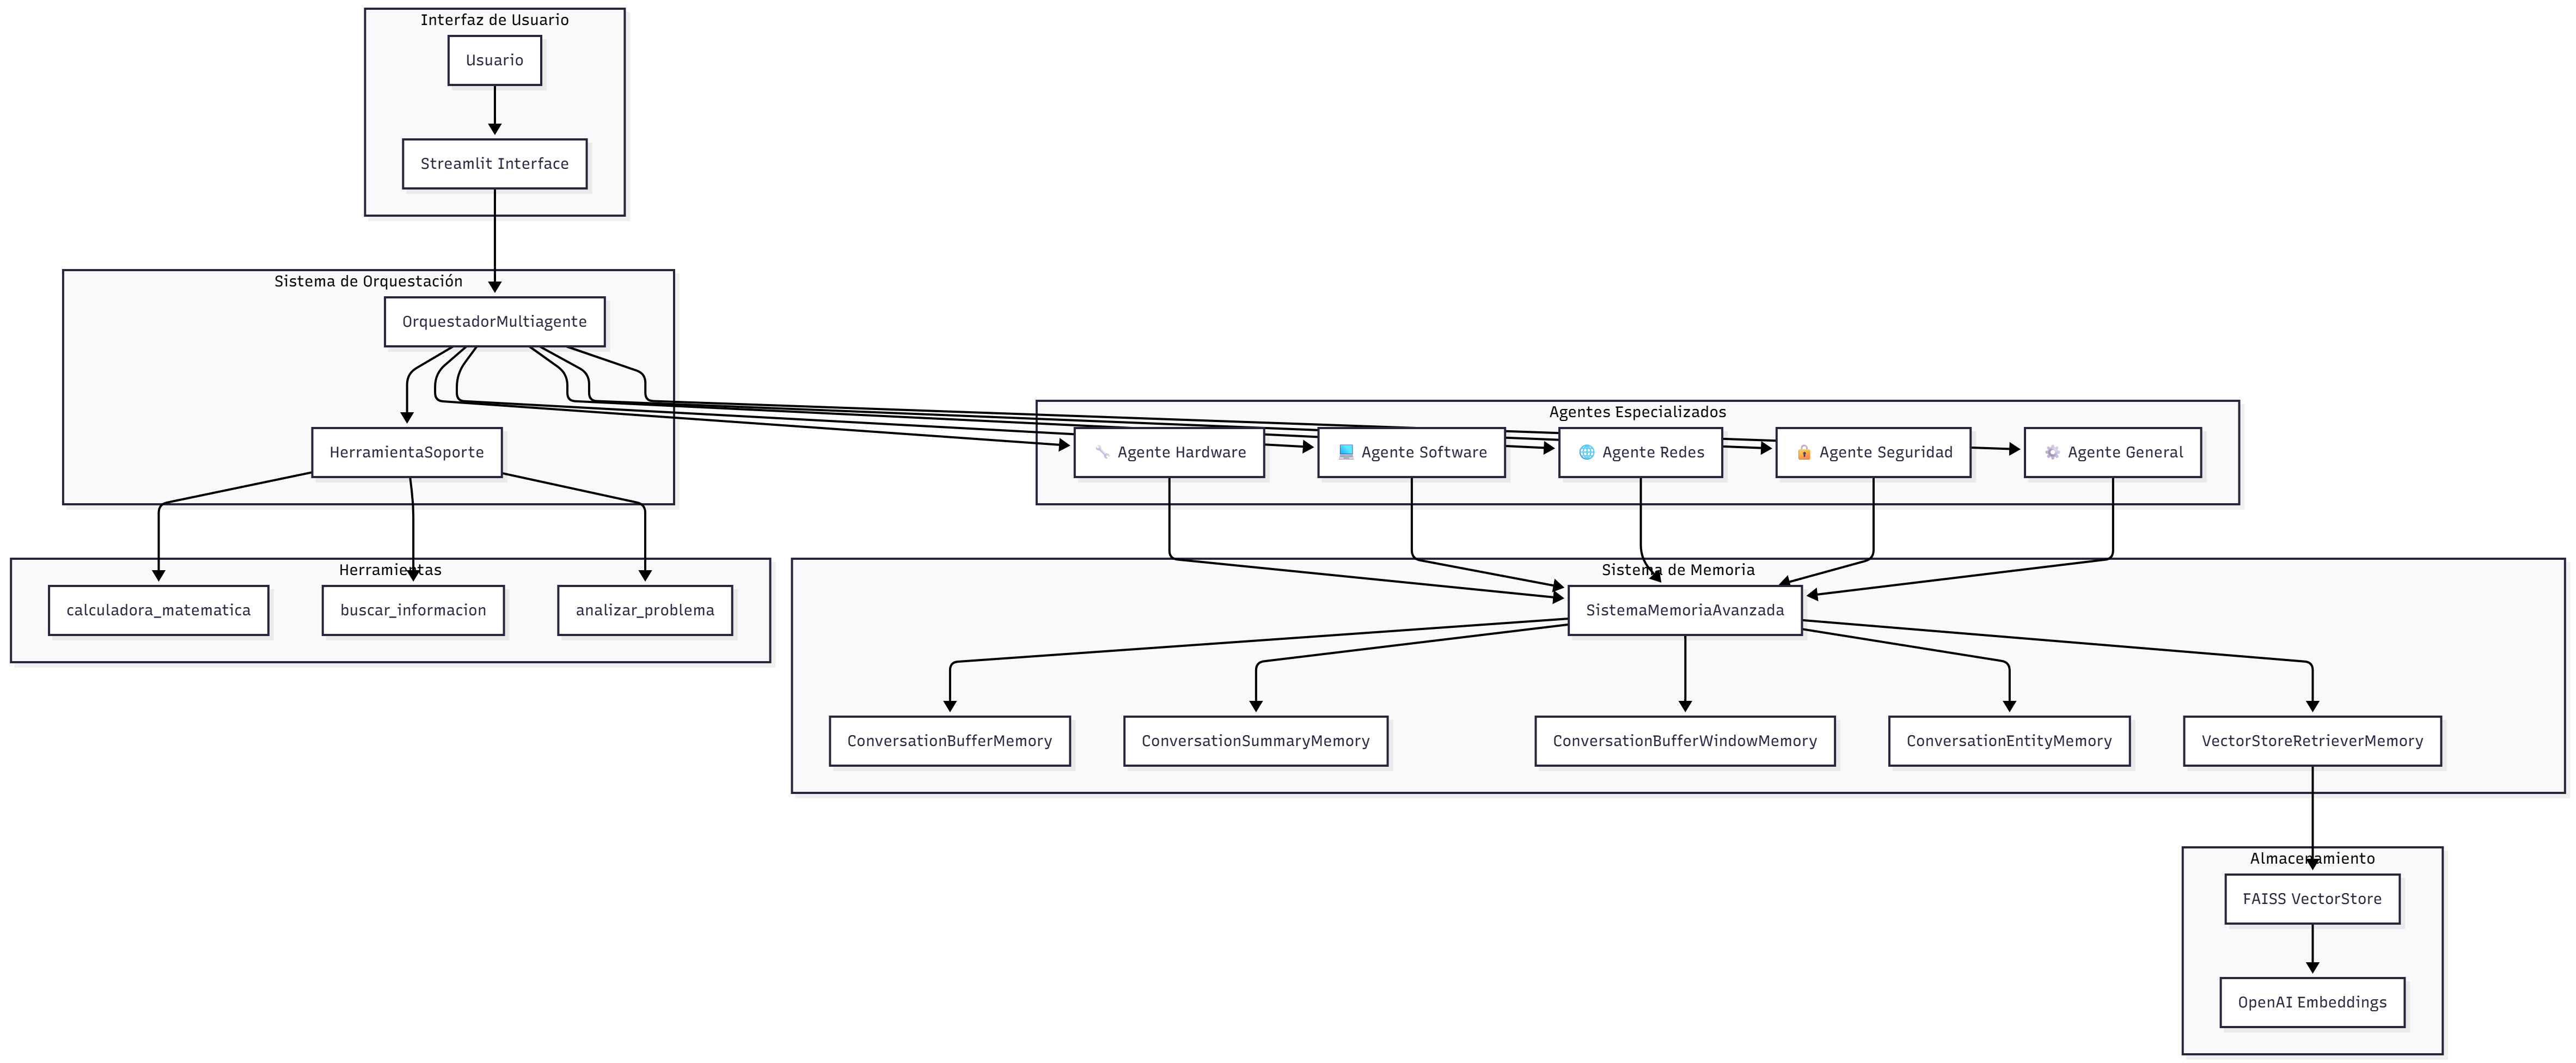 Interfaz de Usuario
Usuario
Streamlit Interface
Sistema de Orquestación
OrquestadorMultiagente
HerramientaSoporte
Herramientas
calculadora_matematica
buscar_informacion
analizar_problema
Agentes Especializados
🔧 Agente Hardware
💻 Agente Software
🌐 Agente Redes
🔒 Agente Seguridad
⚙️ Agente General
Sistema de Memoria
SistemaMemoriaAvanzada
ConversationBufferMemory
ConversationSummaryMemory
ConversationBufferWindowMemory
ConversationEntityMemory
VectorStoreRetrieverMemory
Almacenamiento
FAISS VectorStore
OpenAI Embeddings